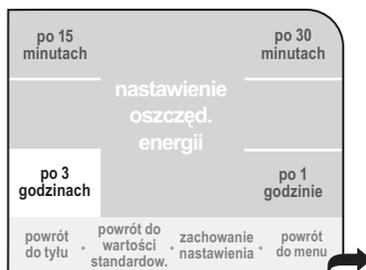 po 15
minutach
po 30
minutach
nastawienie
oszczęd.
energii
po 3
godzinach
po 1
godzinie
powrót
do tyłu
powrót do
wartości
standardow.
zachowanie
nastawienia
powrót
do menu